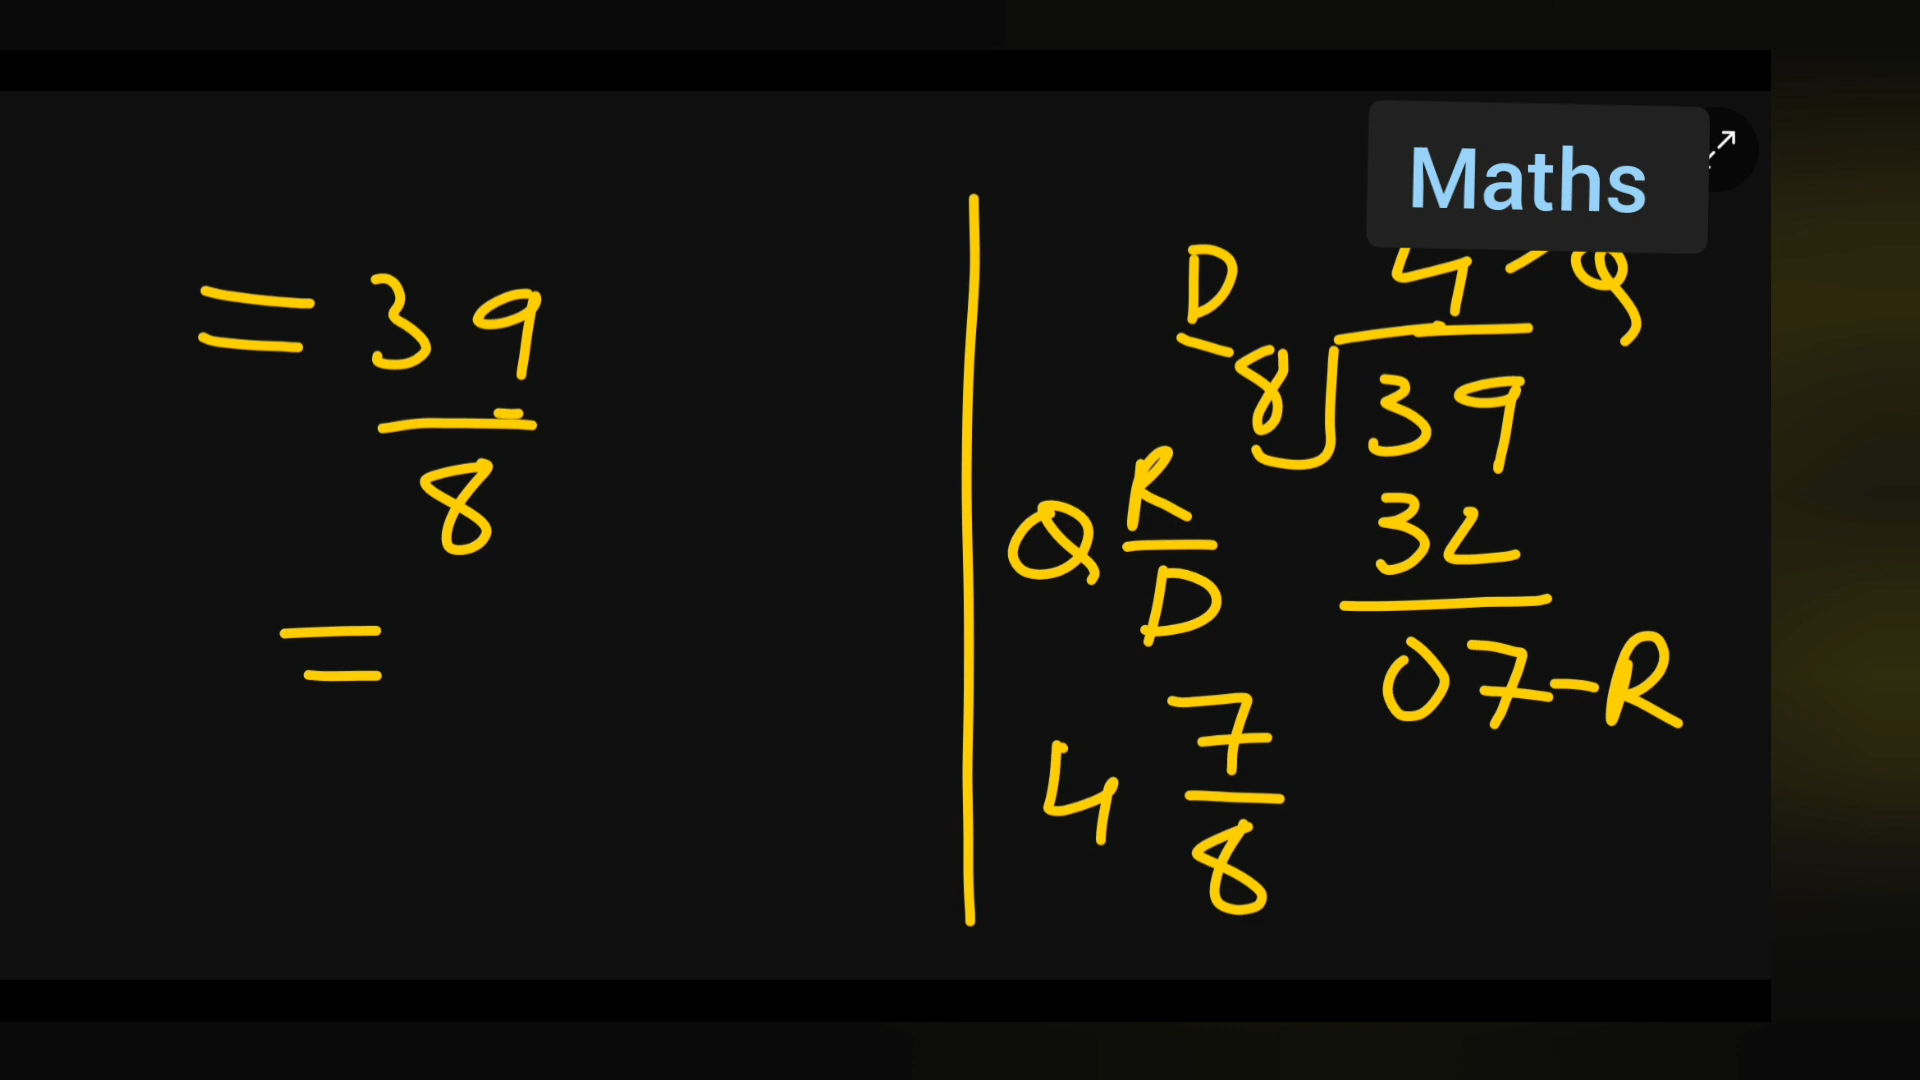 Maths
= 39/8
=
D 4 Q
8 39
32
07-R
Q R/D
4 7/8